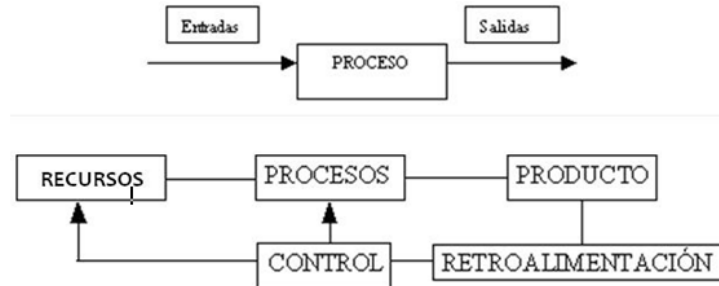 Entradas
Salidas
PROCESO
RECURSOS
PROCESOS
PRODUCTO
CONTROL
RETROALIMENTACIÓN